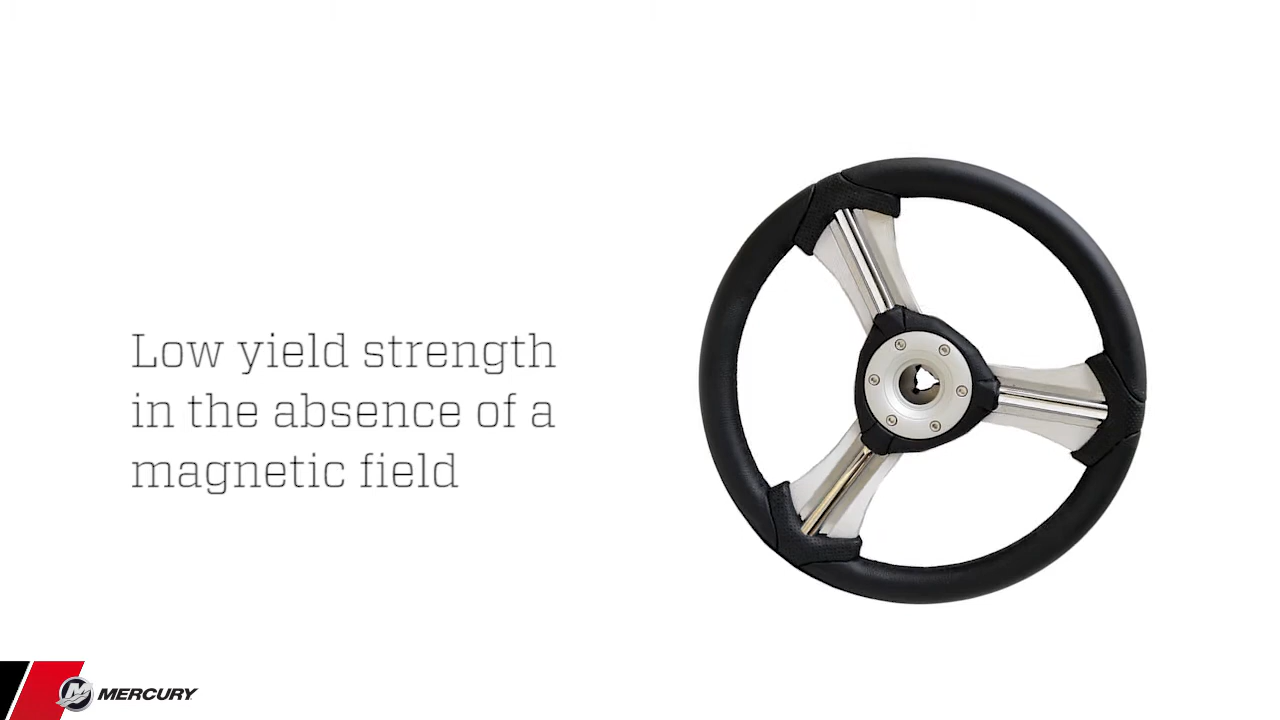 Low yield strength
in the absence of a
magnetic field
MERCURY